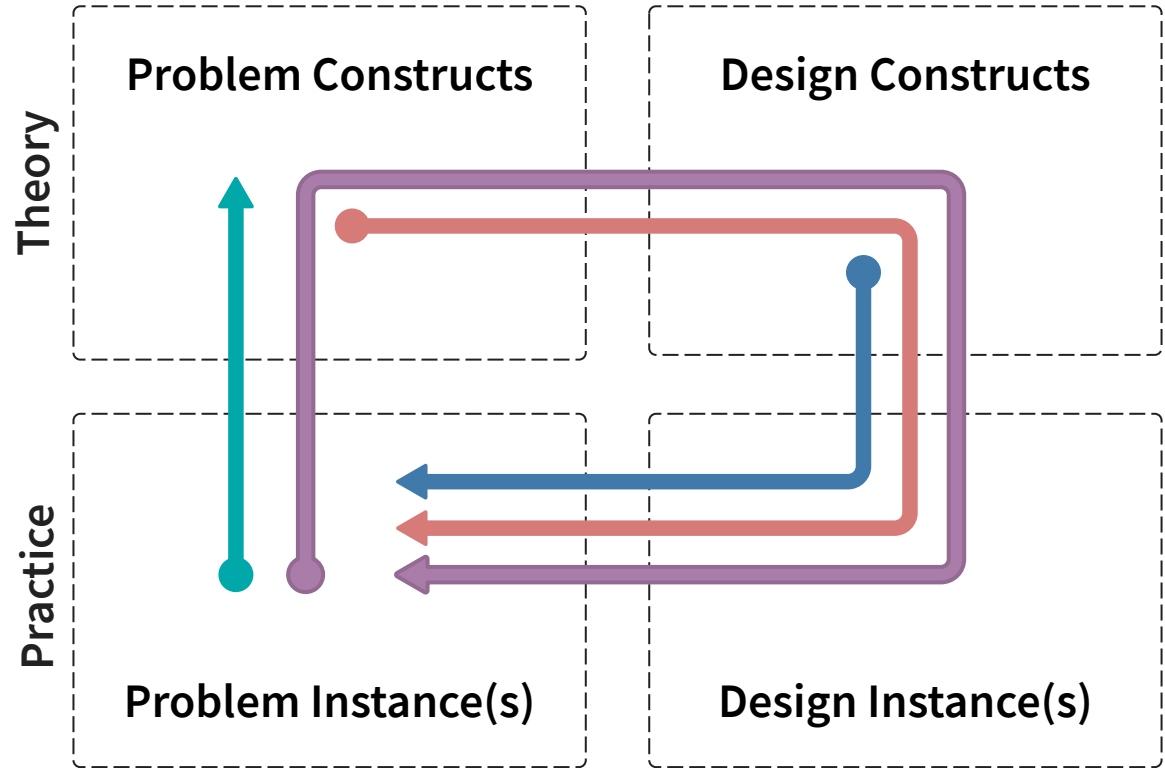 Problem Constructs
Design Constructs
Theory
Practice
Problem Instance(s)
Design Instance(s)